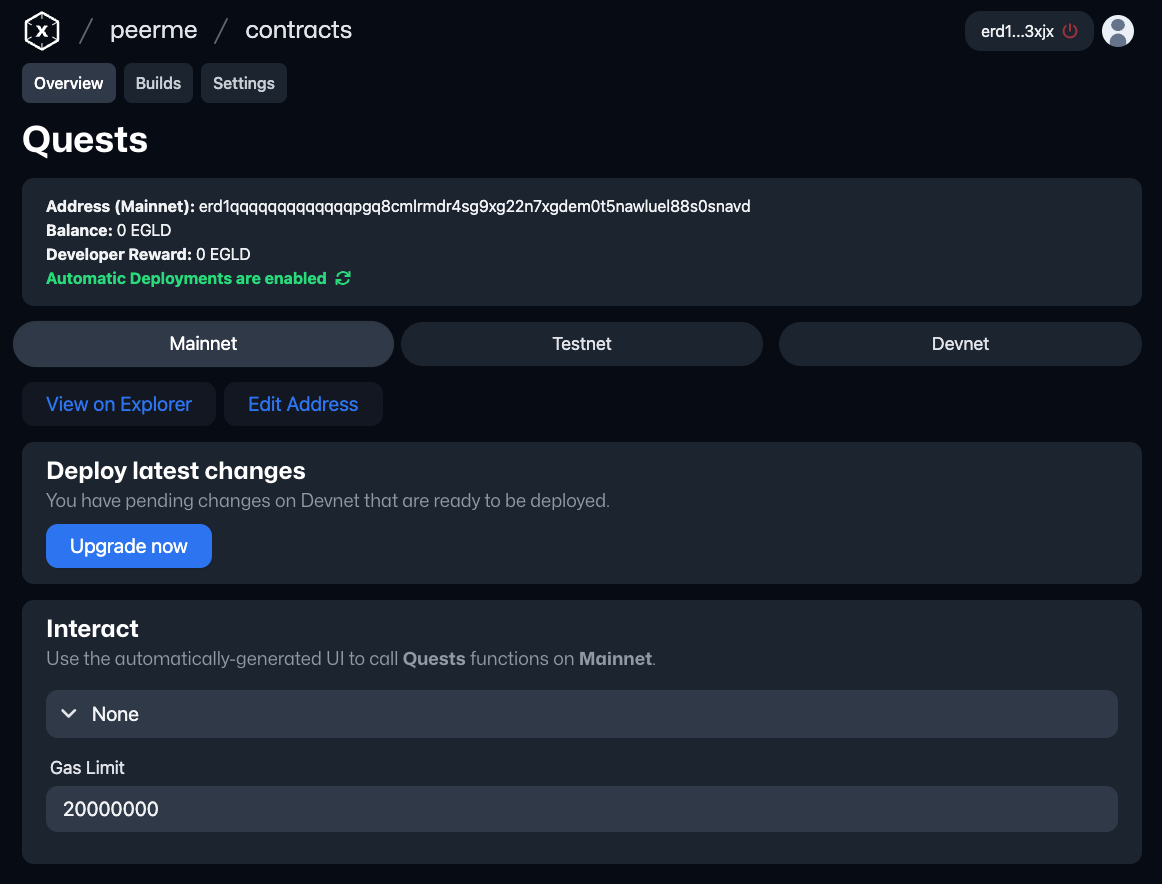 x / peerme / contracts
erd1...3xjx
Overview Builds Settings
Quests
Address (Mainnet): erd1qqqqqqqqqqqqqpgq8cmlrmdr4sg9xg22n7xgdem0t5nawluel88s0snavd
Balance: 0 EGLD
Developer Reward: 0 EGLD
Automatic Deployments are enabled
Mainnet Testnet Devnet
View on Explorer Edit Address
Deploy latest changes
You have pending changes on Devnet that are ready to be deployed.
Upgrade now
Interact
Use the automatically-generated UI to call Quests functions on Mainnet.
None
Gas Limit
20000000